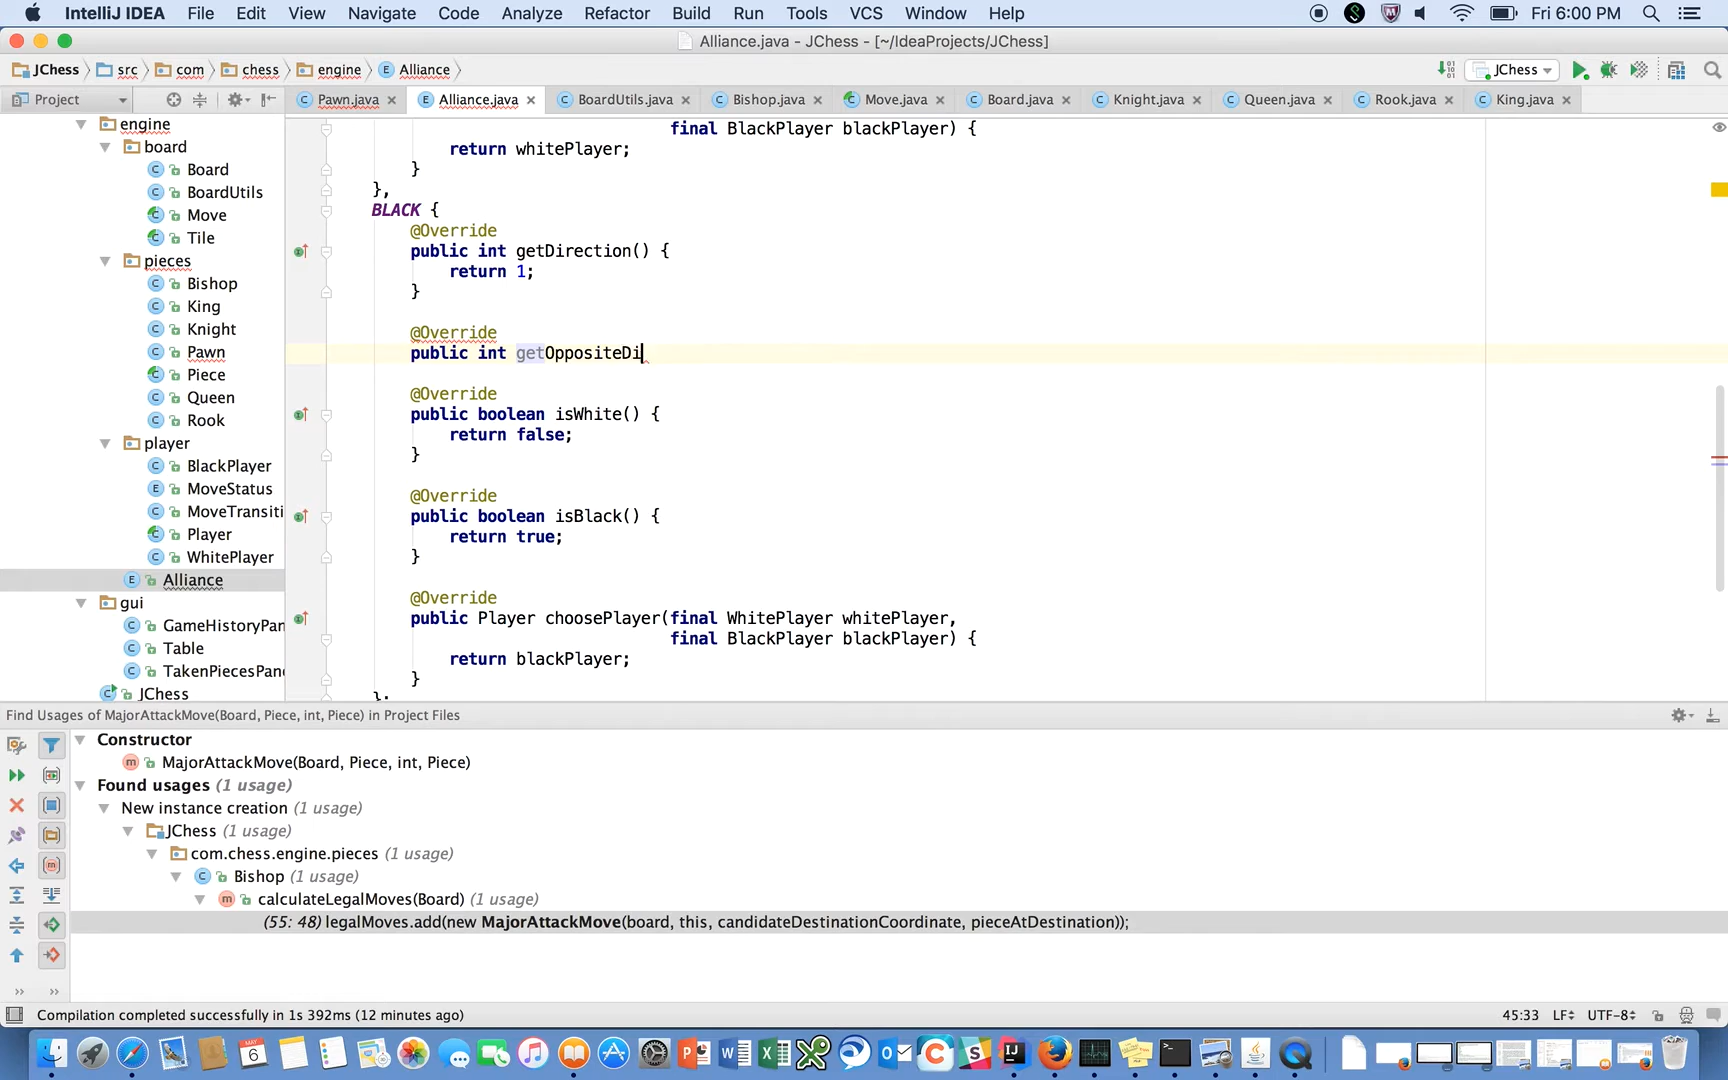 IntelliJ IDEA File Edit View Navigate Code Analyze Refactor Build Run Tools VCS Window Help Fri 6:00 PM
Alliance.java - JChess - [~/IdeaProjects/JChess]
JChess src com chess engine Alliance JChess
Project Pawn.java Alliance.java BoardUtils.java Bishop.java Move.java Board.java Knight.java Queen.java Rook.java King.java
engine
board
Board
BoardUtils
Move
Tile
pieces
Bishop
King
Knight
Pawn
Piece
Queen
Rook
player
BlackPlayer
MoveStatus
MoveTransiti
Player
WhitePlayer
Alliance
gui
GameHistoryPan
Table
TakenPiecesPane
JChess
final BlackPlayer blackPlayer) {
return whitePlayer;
}
},
BLACK {
@Override
public int getDirection() {
return 1;
}
@Override
public int getOppositeDi
@Override
public boolean isWhite() {
return false;
}
@Override
public boolean isBlack() {
return true;
}
@Override
public Player choosePlayer(final WhitePlayer whitePlayer,
final BlackPlayer blackPlayer) {
return blackPlayer;
}
};
Find Usages of MajorAttackMove(Board, Piece, int, Piece) in Project Files
Constructor
MajorAttackMove(Board, Piece, int, Piece)
Found usages (1 usage)
New instance creation (1 usage)
JChess (1 usage)
com.chess.engine.pieces (1 usage)
Bishop (1 usage)
calculateLegalMoves(Board) (1 usage)
(55: 48) legalMoves.add(new MajorAttackMove(board, this, candidateDestinationCoordinate, pieceAtDestination));
Compilation completed successfully in 1s 392ms (12 minutes ago) 45:33 LF UTF-8